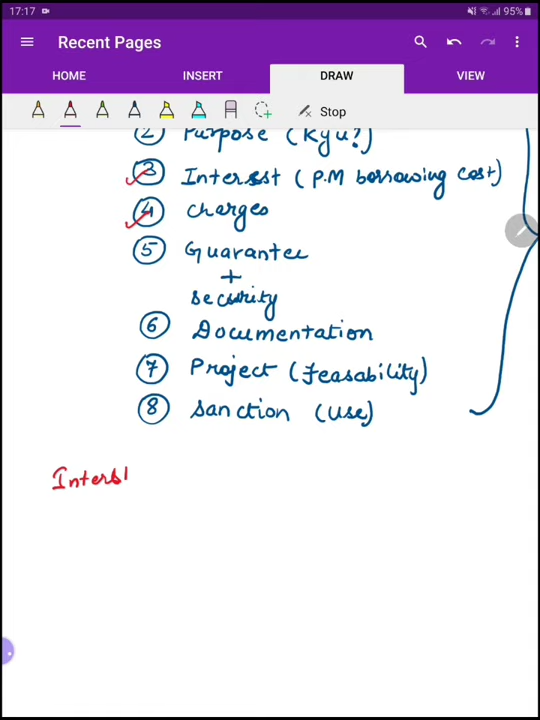 17:17 95%
Recent Pages
HOME INSERT DRAW VIEW
Stop
② Purpose (Kyu?)
③ Interest (P.M borrowing cost)
④ Charges
⑤ Guarantee
+
security
⑥ Documentation
⑦ Project (feasability)
⑧ Sanction (use)